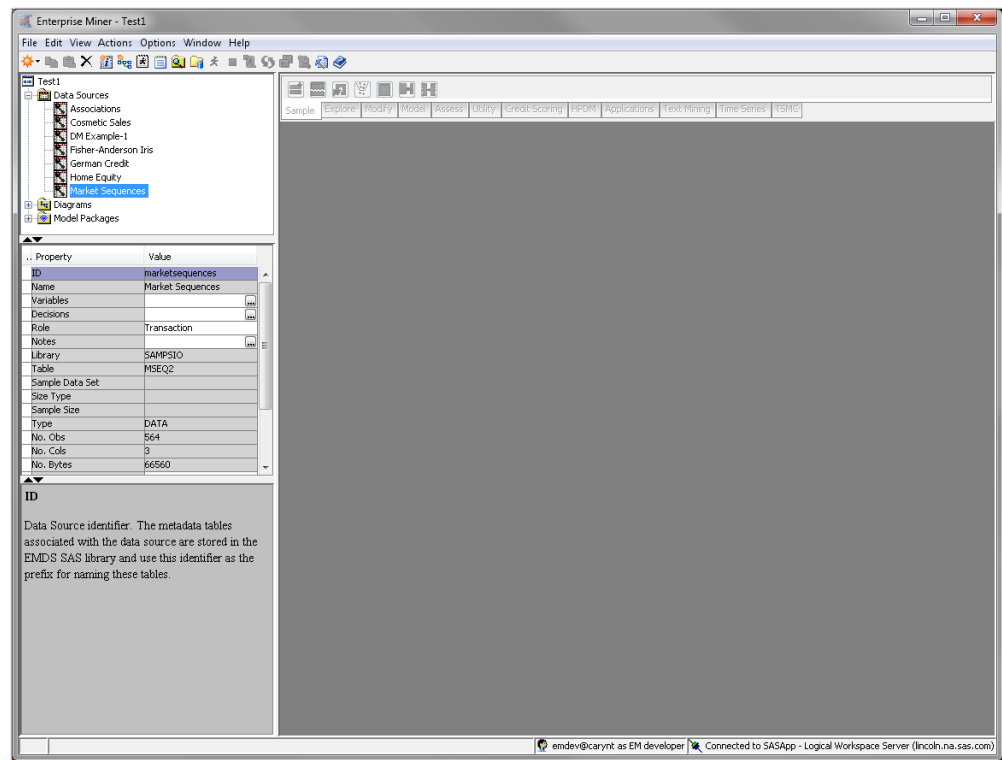 Enterprise Miner - Test1
File Edit View Actions Options Window Help
Test1
Data Sources
Associations
Cosmetic Sales
DM Example-1
Fisher-Anderson Iris
German Credit
Home Equity
Market Sequences
Diagrams
Model Packages
Sample Explore Modify Model Assess Utility Credit Scoring HPDM Applications Text Mining Time Series TSMC
.. Property Value
ID marketsequences
Name Market Sequences
Variables ...
Decisions ...
Role Transaction
Notes ...
Library SAMPSIO
Table MSEQ2
Sample Data Set
Size Type
Sample Size
Type DATA
No. Obs 564
No. Cols 3
No. Bytes 66560
ID
Data Source identifier. The metadata tables
associated with the data source are stored in the
EMDS SAS library and use this identifier as the
prefix for naming these tables.
emdev@carynt as EM developer Connected to SASApp - Logical Workspace Server (lincoln.na.sas.com)